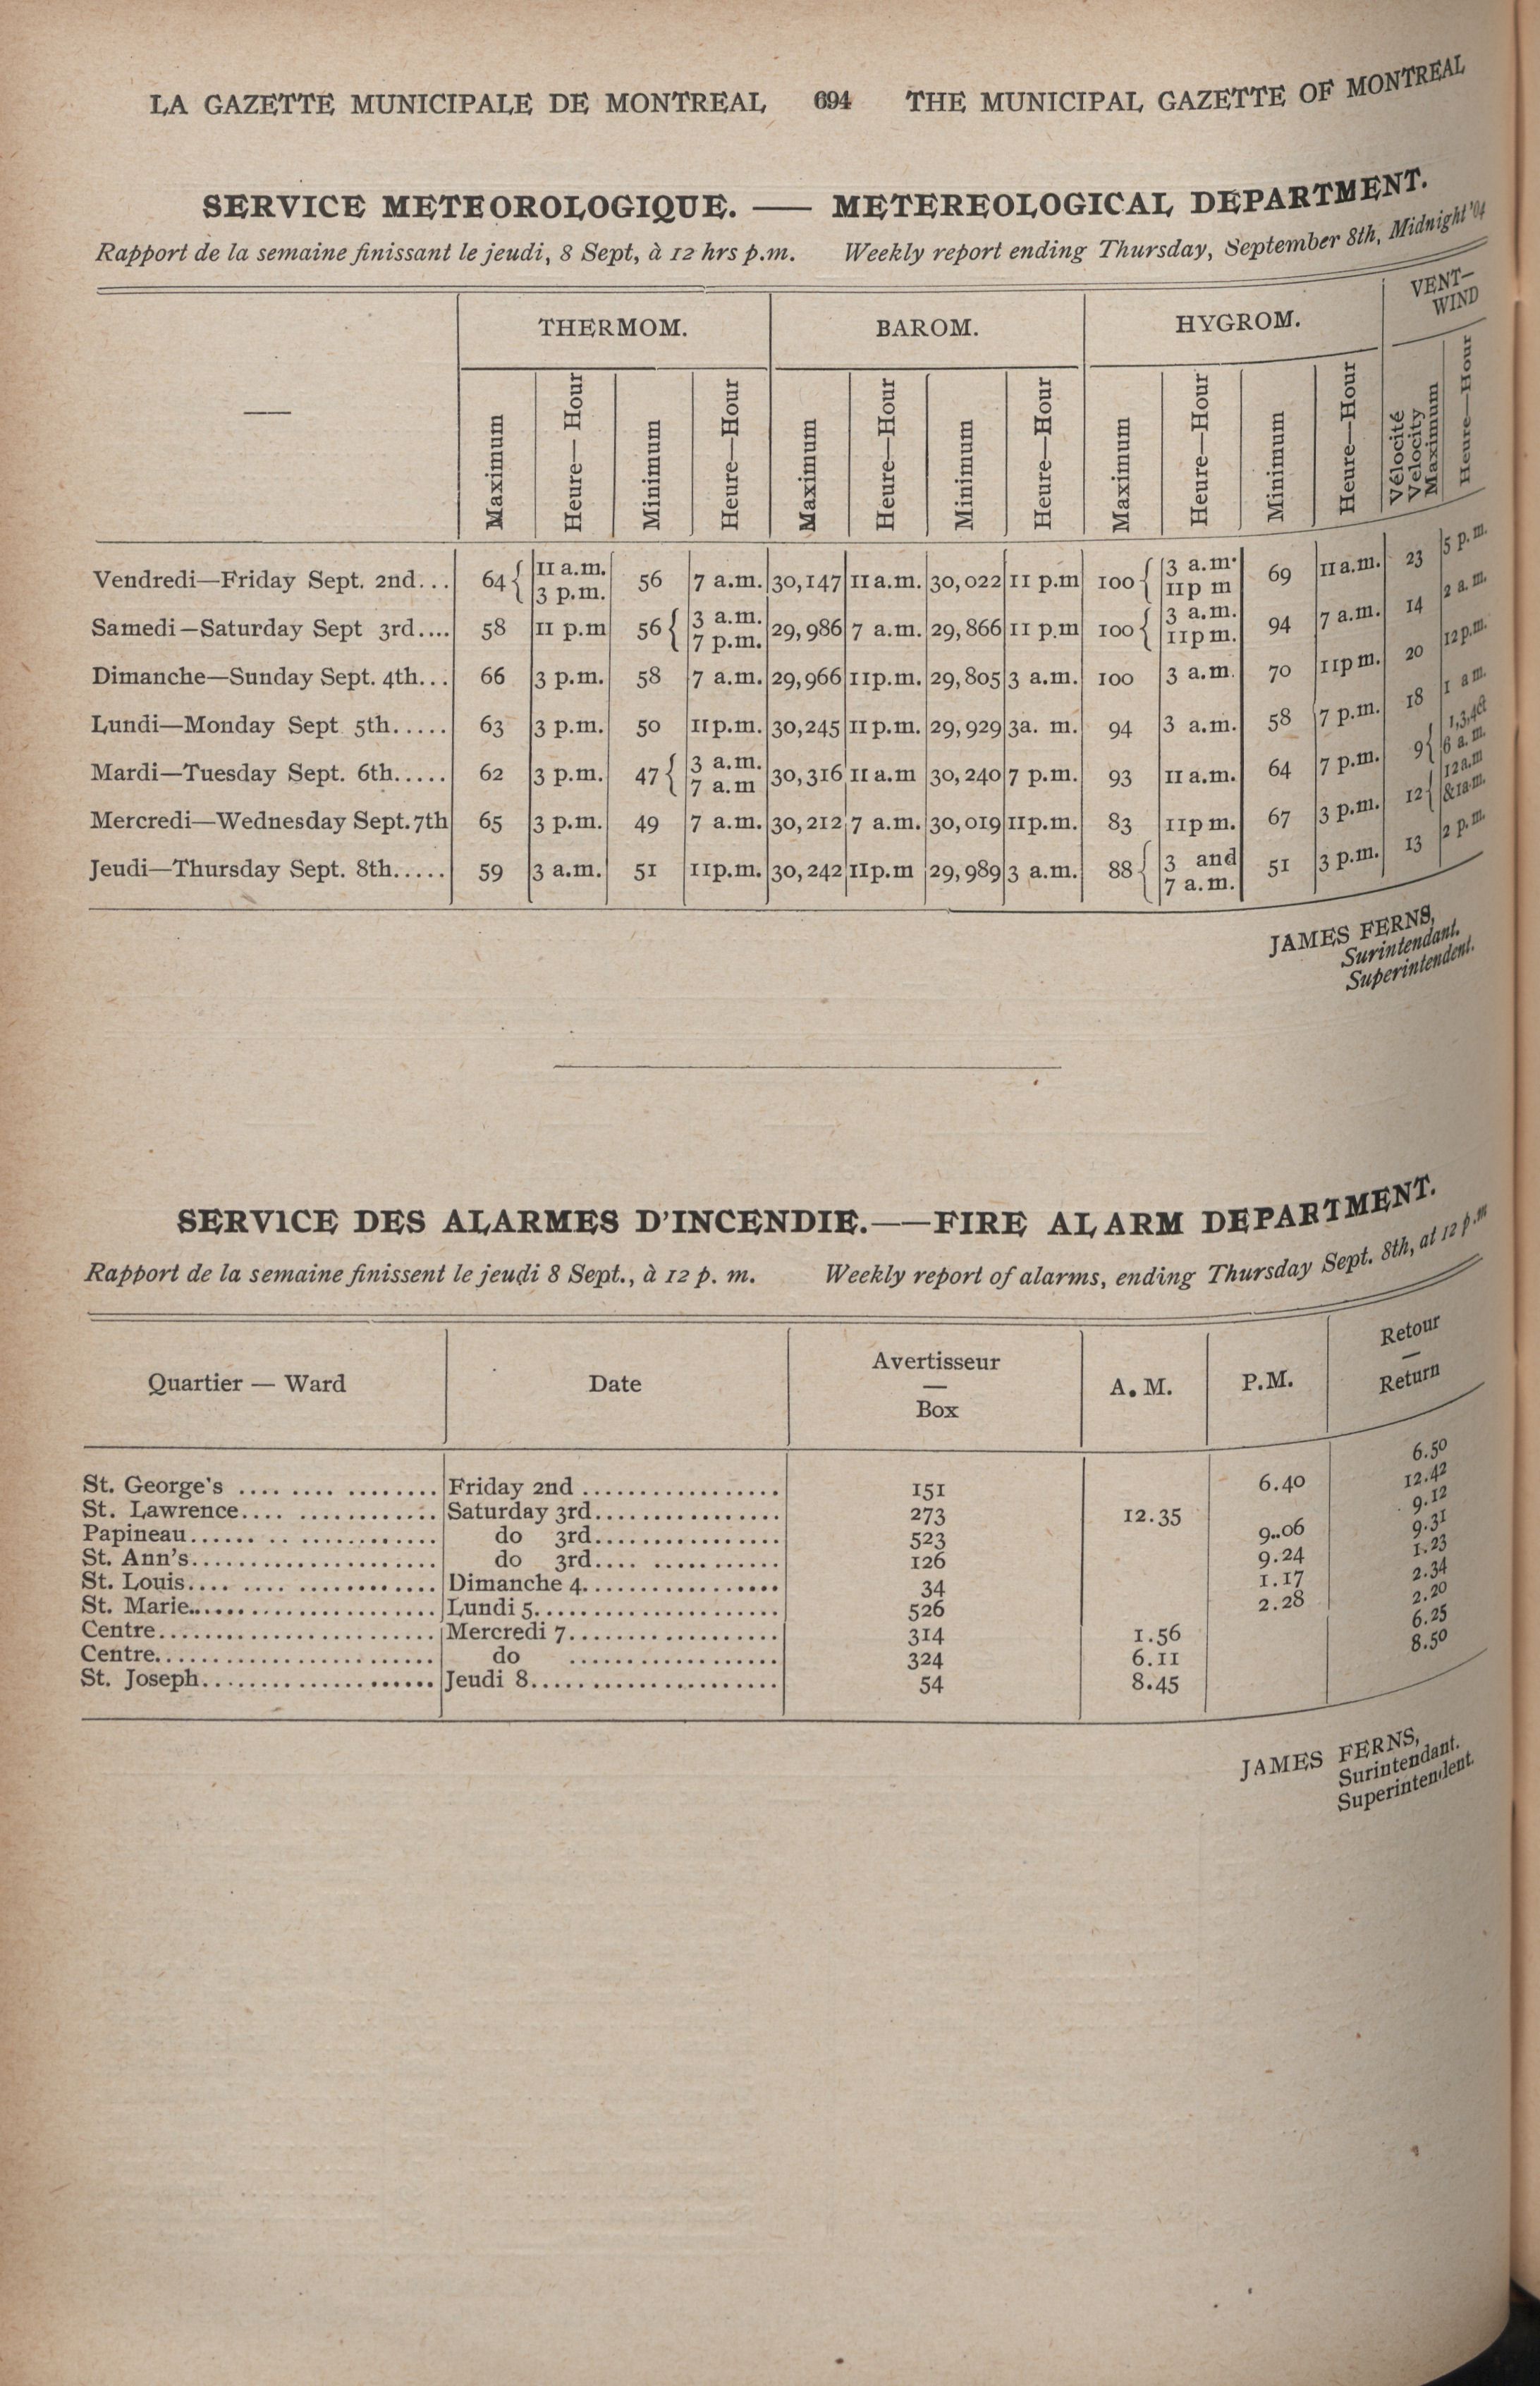 LA GAZETTE MUNICIPALE DE MONTREAL 694 THE MUNICIPAL GAZETTE OF MONTREAL
SERVICE METEOROLOGIQUE. — METEREOLOGICAL DEPARTMENT.
Rapport de la semaine finissant le jeudi, 8 Sept, à 12 hrs p.m. Weekly report ending Thursday, September 8th, Midnight '04
THERMOM. BAROM. HYGROM. VENT—WIND
Maximum Heure—Hour Minimum Heure—Hour Maximum Heure—Hour Minimum Heure—Hour Maximum Heure—Hour Minimum Heure—Hour Vélocité Velocity Maximum Heure—Hour
Vendredi—Friday Sept. 2nd... 64 { 11 a.m. 3 p.m. 56 7 a.m. 30,147 11 a.m. 30,022 11 p.m 100 { 3 a.m. 11p m 69 11a.m. 23 5 p.m.
Samedi—Saturday Sept 3rd.... 58 11 p.m 56 { 3 a.m. 7 p.m. 29,986 7 a.m. 29,866 11 p.m 100 { 3 a.m. 11p m. 94 7 a.m. 14 2 a.m.
Dimanche—Sunday Sept. 4th... 66 3 p.m. 58 7 a.m. 29,966 11p.m. 29,805 3 a.m. 100 3 a.m. 70 11p m. 20 12p.m.
Lundi—Monday Sept 5th..... 63 3 p.m. 50 11p.m. 30,245 11 p.m. 29,929 3a. m. 94 3 a.m. 58 7 p.m. 18 1 am.
Mardi—Tuesday Sept. 6th..... 62 3 p.m. 47 { 3 a.m. 7 a.m 30,316 11 a.m 30,240 7 p.m. 93 11 a.m. 64 7 p.m. 9 { 1,3,4& 6 a. m.
Mercredi—Wednesday Sept. 7th 65 3 p.m. 49 7 a.m. 30,212 7 a.m. 30,019 11p.m. 83 11p m. 67 3 p.m. 12 { 12a.m &1a.m.
Jeudi—Thursday Sept. 8th..... 59 3 a.m. 51 11p.m. 30,242 11p.m 29,989 3 a.m. 88 { 3 and 7 a.m. 51 3 p.m. 13 2 p.m.
JAMES FERNS,
Surintendant.
Superintendent.
SERVICE DES ALARMES D'INCENDIE.——FIRE ALARM DEPARTMENT.
Rapport de la semaine finissent le jeudi 8 Sept., à 12 p. m. Weekly report of alarms, ending Thursday Sept. 8th, at 12 p.m
Quartier — Ward Date Avertisseur — Box A. M. P.M. Retour — Return
St. George's .... .... ........ Friday 2nd .................. 151 6.40 6.50
St. Lawrence.... ............. Saturday 3rd................. 273 12.35 12.42
Papineau...... .. ............ do 3rd................. 523 9..06 9.12
St. Ann's....................... do 3rd.... ........... 126 9.24 9.31
St. Louis.... .... ............. Dimanche 4.................. 34 1.17 1.23
St. Marie........................ Lundi 5...................... 526 2.28 2.34
Centre.......................... Mercredi 7................... 314 1.56 2.20
Centre.......................... do ................... 324 6.11 6.25
St. Joseph...................... Jeudi 8....................... 54 8.45 8.50
JAMES FERNS,
Surintendant.
Superintendent.